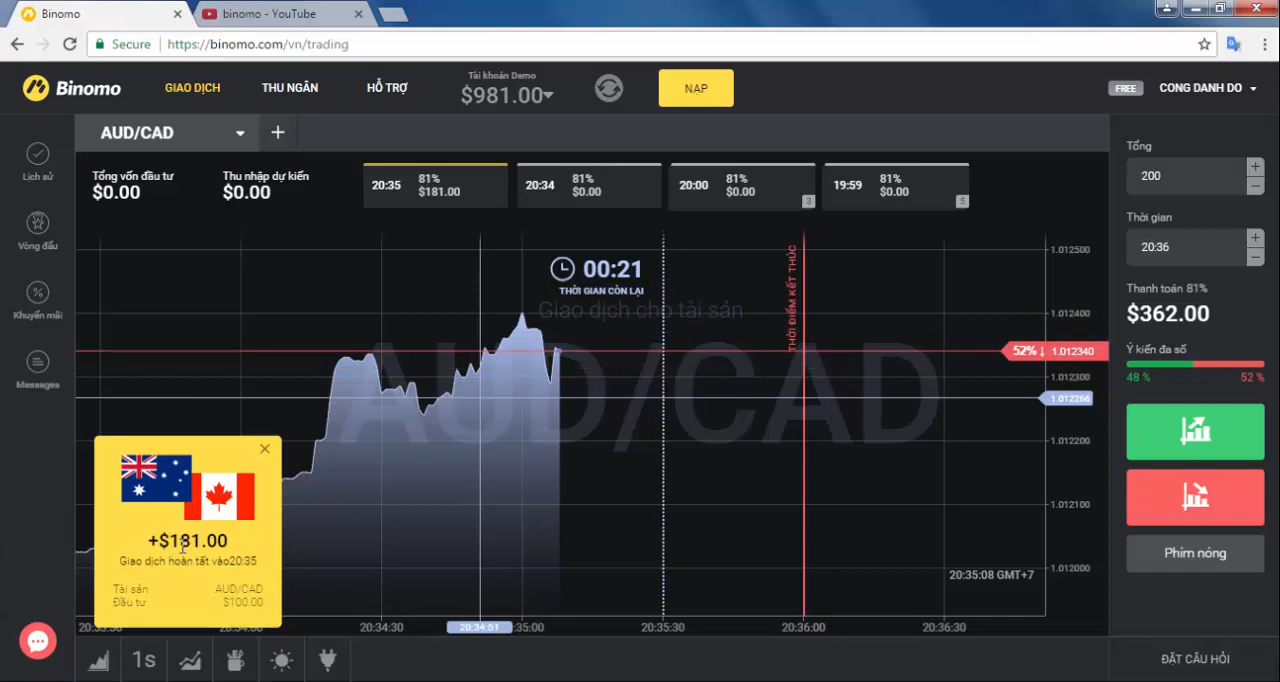 Binomo
binomo - YouTube
Secure
https://binomo.com/vn/trading
Binomo
GIAO DỊCH
THU NGÂN
HỖ TRỢ
Tài khoản Demo
$981.00
NẠP
FREE
CONG DANH DO
AUD/CAD
+
Lịch sử
Vòng đấu
Khuyến mãi
Messages
Tổng vốn đầu tư
$0.00
Thu nhập dự kiến
$0.00
20:35
81%
$181.00
20:34
81%
$0.00
20:00
81%
$0.00
3
19:59
81%
$0.00
5
00:21
THỜI GIAN CÒN LẠI
Giao dịch cho tài sản
AUD/CAD
THỜI ĐIỂM KẾT THÚC
1.012500
1.012400
52% ↓ 1.012340
1.012300
1.012266
1.012200
1.012100
1.012000
20:35:08 GMT+7
20:34:30
20:34:51
:35:00
20:35:30
20:36:00
20:36:30
+$181.00
Giao dịch hoàn tất vào20:35
Tài sản AUD/CAD
Đầu tư $100.00
1s
Tổng
200
Thời gian
20:36
Thanh toán 81%
$362.00
Ý kiến đa số
48 % 52 %
Phím nóng
ĐẶT CÂU HỎI